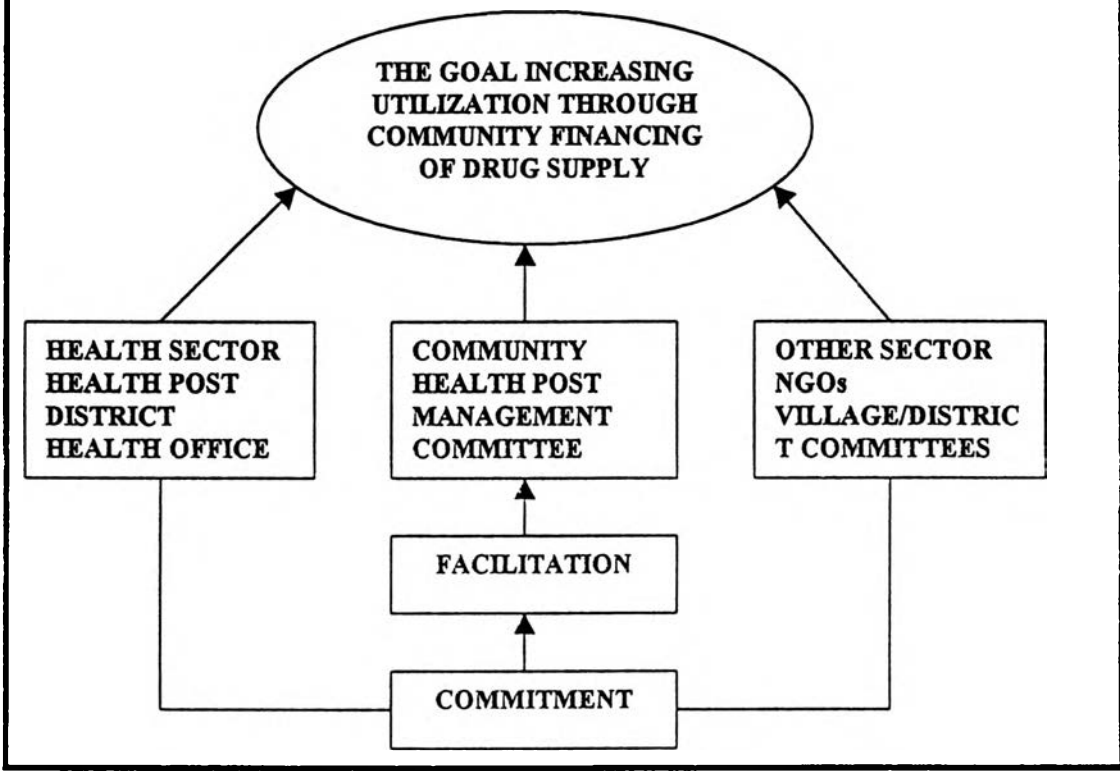 THE GOAL INCREASING
UTILIZATION THROUGH
COMMUNITY FINANCING
OF DRUG SUPPLY
HEALTH SECTOR
HEALTH POST
DISTRICT
HEALTH OFFICE
COMMUNITY
HEALTH POST
MANAGEMENT
COMMITTEE
OTHER SECTOR
NGOs
VILLAGE/DISTRIC
T COMMITTEES
FACILITATION
COMMITMENT